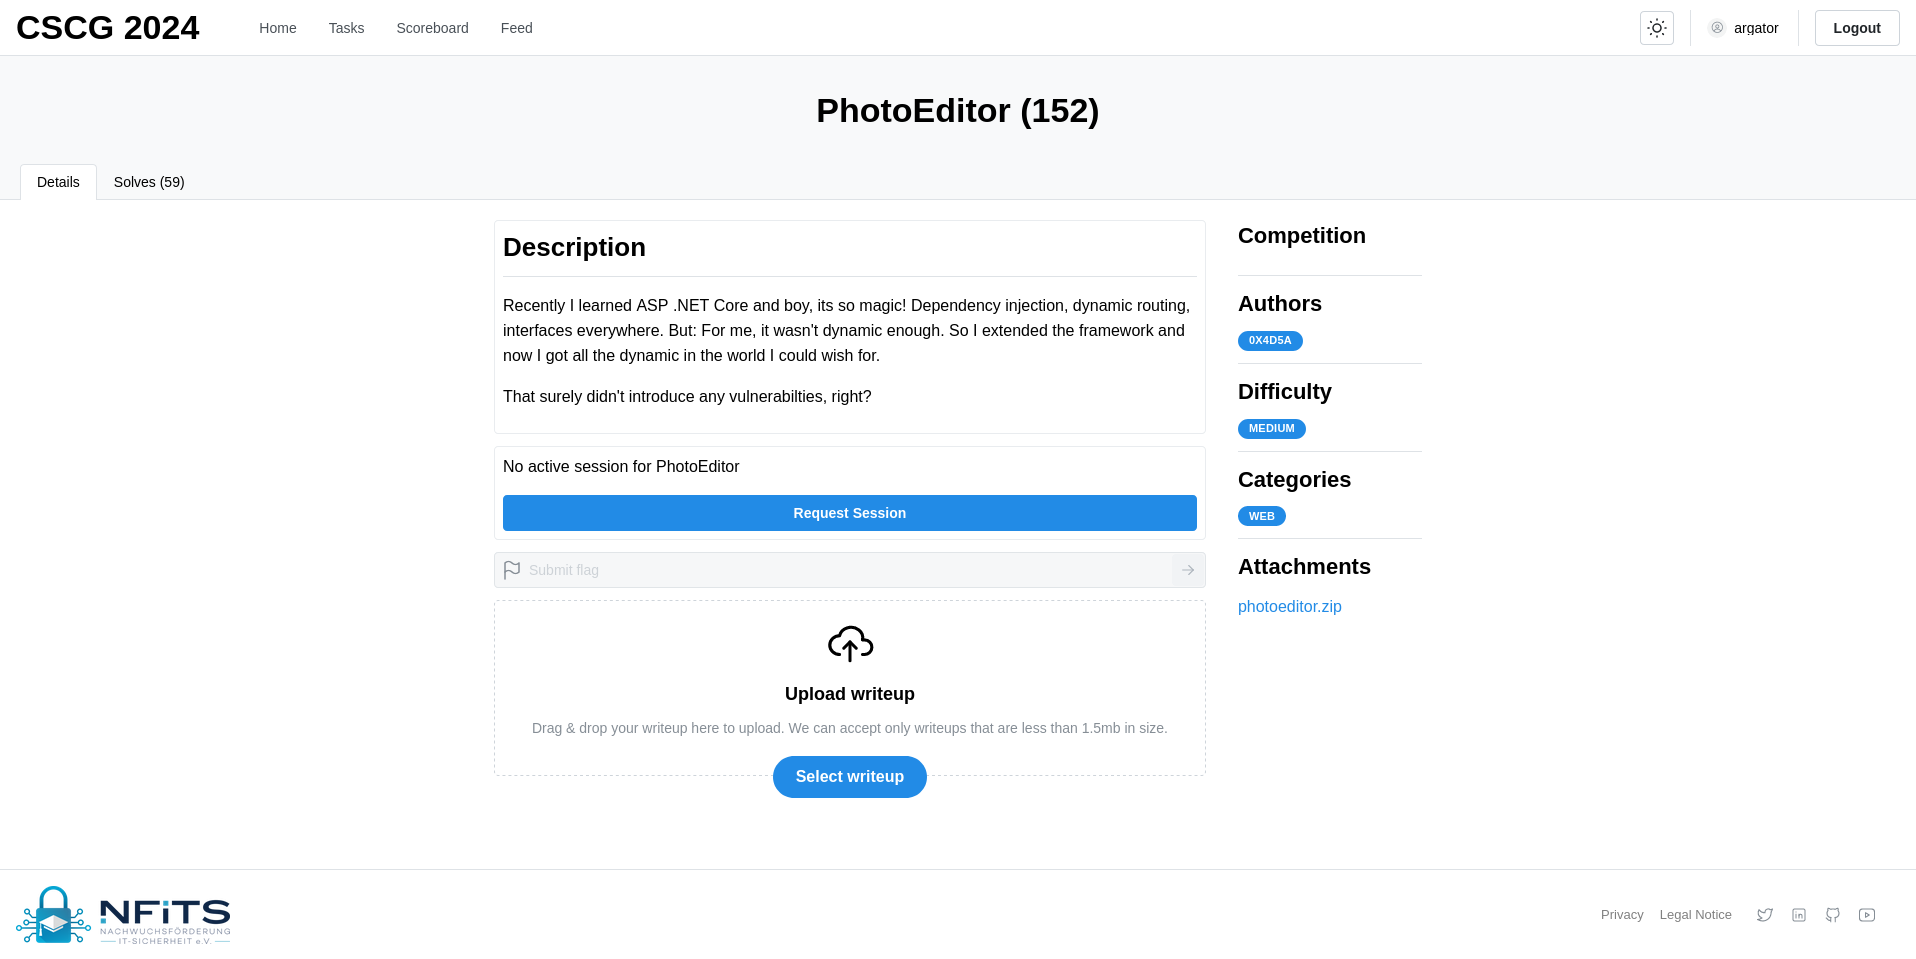 CSCG 2024
Home
Tasks
Scoreboard
Feed
argator
Logout
PhotoEditor (152)
Details
Solves (59)
Description
Recently I learned ASP .NET Core and boy, its so magic! Dependency injection, dynamic routing,
interfaces everywhere. But: For me, it wasn't dynamic enough. So I extended the framework and
now I got all the dynamic in the world I could wish for.
That surely didn't introduce any vulnerabilties, right?
No active session for PhotoEditor
Request Session
Submit flag
Upload writeup
Drag & drop your writeup here to upload. We can accept only writeups that are less than 1.5mb in size.
Select writeup
Competition
Authors
0X4D5A
Difficulty
MEDIUM
Categories
WEB
Attachments
photoeditor.zip
NFITS
NACHWUCHSFÖRDERUNG
IT-SICHERHEIT e.V.
Privacy
Legal Notice